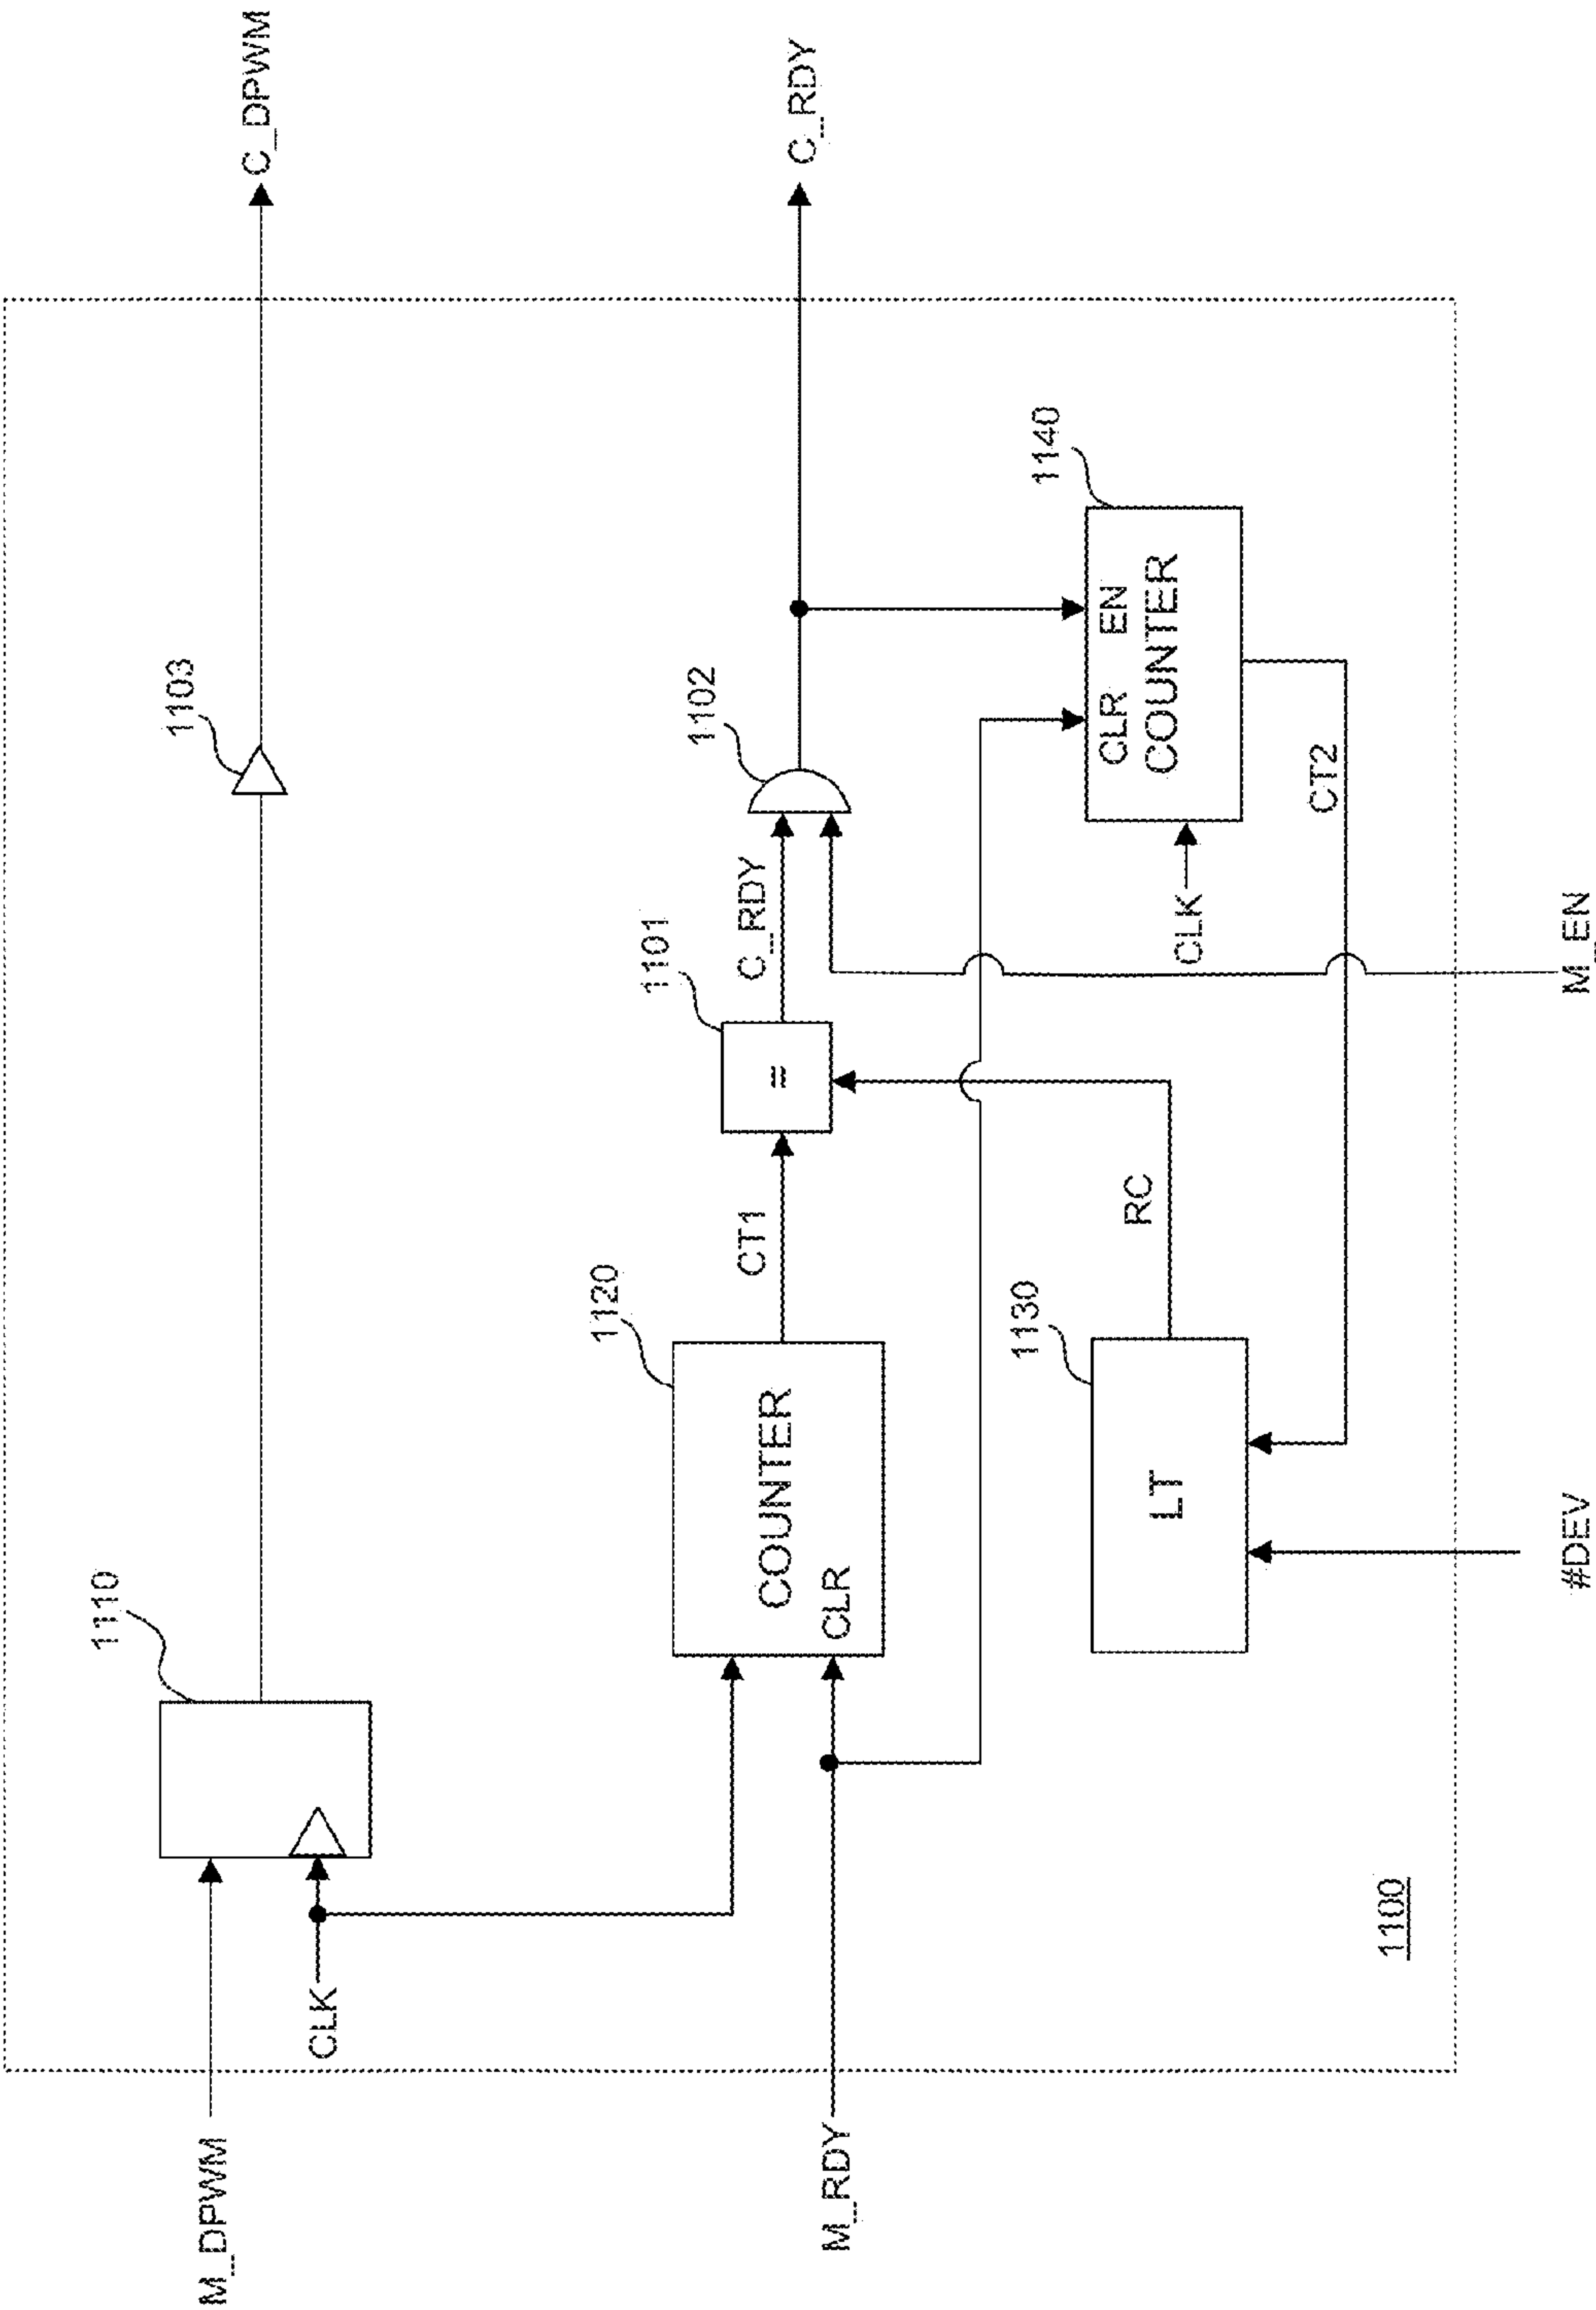 C_DPWM
C_RDY
1103
1102
1140
1101
C_RDY
CLR EN
COUNTER
CLK
CT2
M_EN
=
CT1
RC
1120
1130
COUNTER
CLR
LT
#DEV
1110
CLK
1100
M_DPWM
M_RDY